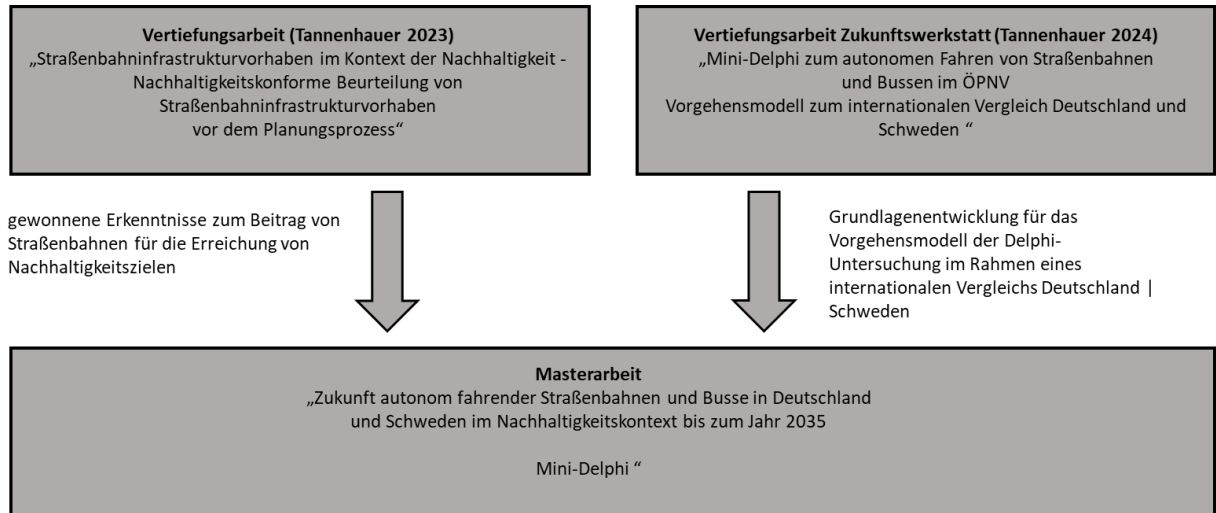 Vertiefungsarbeit (Tannenhauer 2023)
„Straßenbahninfrastrukturvorhaben im Kontext der Nachhaltigkeit -
Nachhaltigkeitskonforme Beurteilung von
Straßenbahninfrastrukturvorhaben
vor dem Planungsprozess“
Vertiefungsarbeit Zukunftswerkstatt (Tannenhauer 2024)
„Mini-Delphi zum autonomen Fahren von Straßenbahnen
und Bussen im ÖPNV
Vorgehensmodell zum internationalen Vergleich Deutschland und
Schweden “
gewonnene Erkenntnisse zum Beitrag von
Straßenbahnen für die Erreichung von
Nachhaltigkeitszielen
Grundlagenentwicklung für das
Vorgehensmodell der Delphi-
Untersuchung im Rahmen eines
internationalen Vergleichs Deutschland |
Schweden
Masterarbeit
„Zukunft autonom fahrender Straßenbahnen und Busse in Deutschland
und Schweden im Nachhaltigkeitskontext bis zum Jahr 2035
Mini-Delphi “